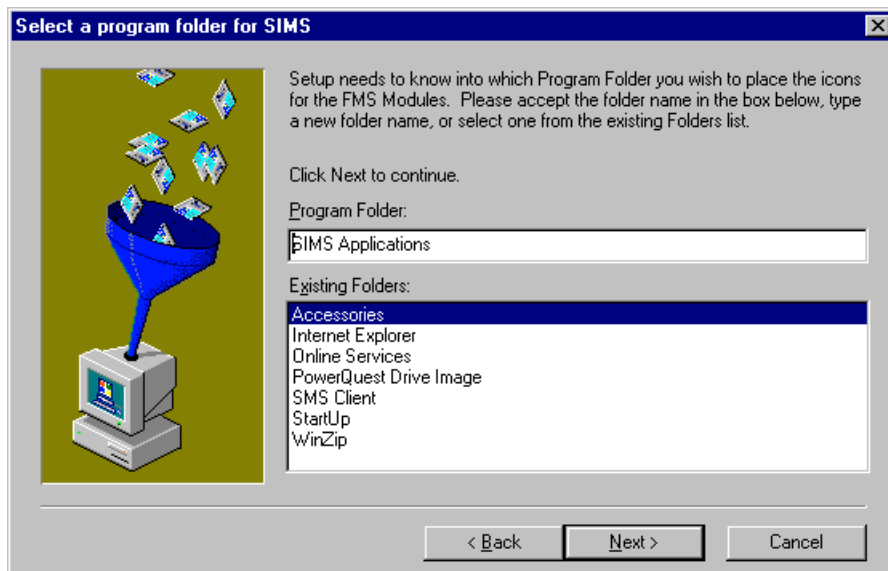 Select a program folder for SIMS
Setup needs to know into which Program Folder you wish to place the icons
for the FMS Modules. Please accept the folder name in the box below, type
a new folder name, or select one from the existing Folders list.
Click Next to continue.
Program Folder:
SIMS Applications
Existing Folders:
Accessories
Internet Explorer
Online Services
PowerQuest Drive Image
SMS Client
StartUp
WinZip
< Back
Next >
Cancel